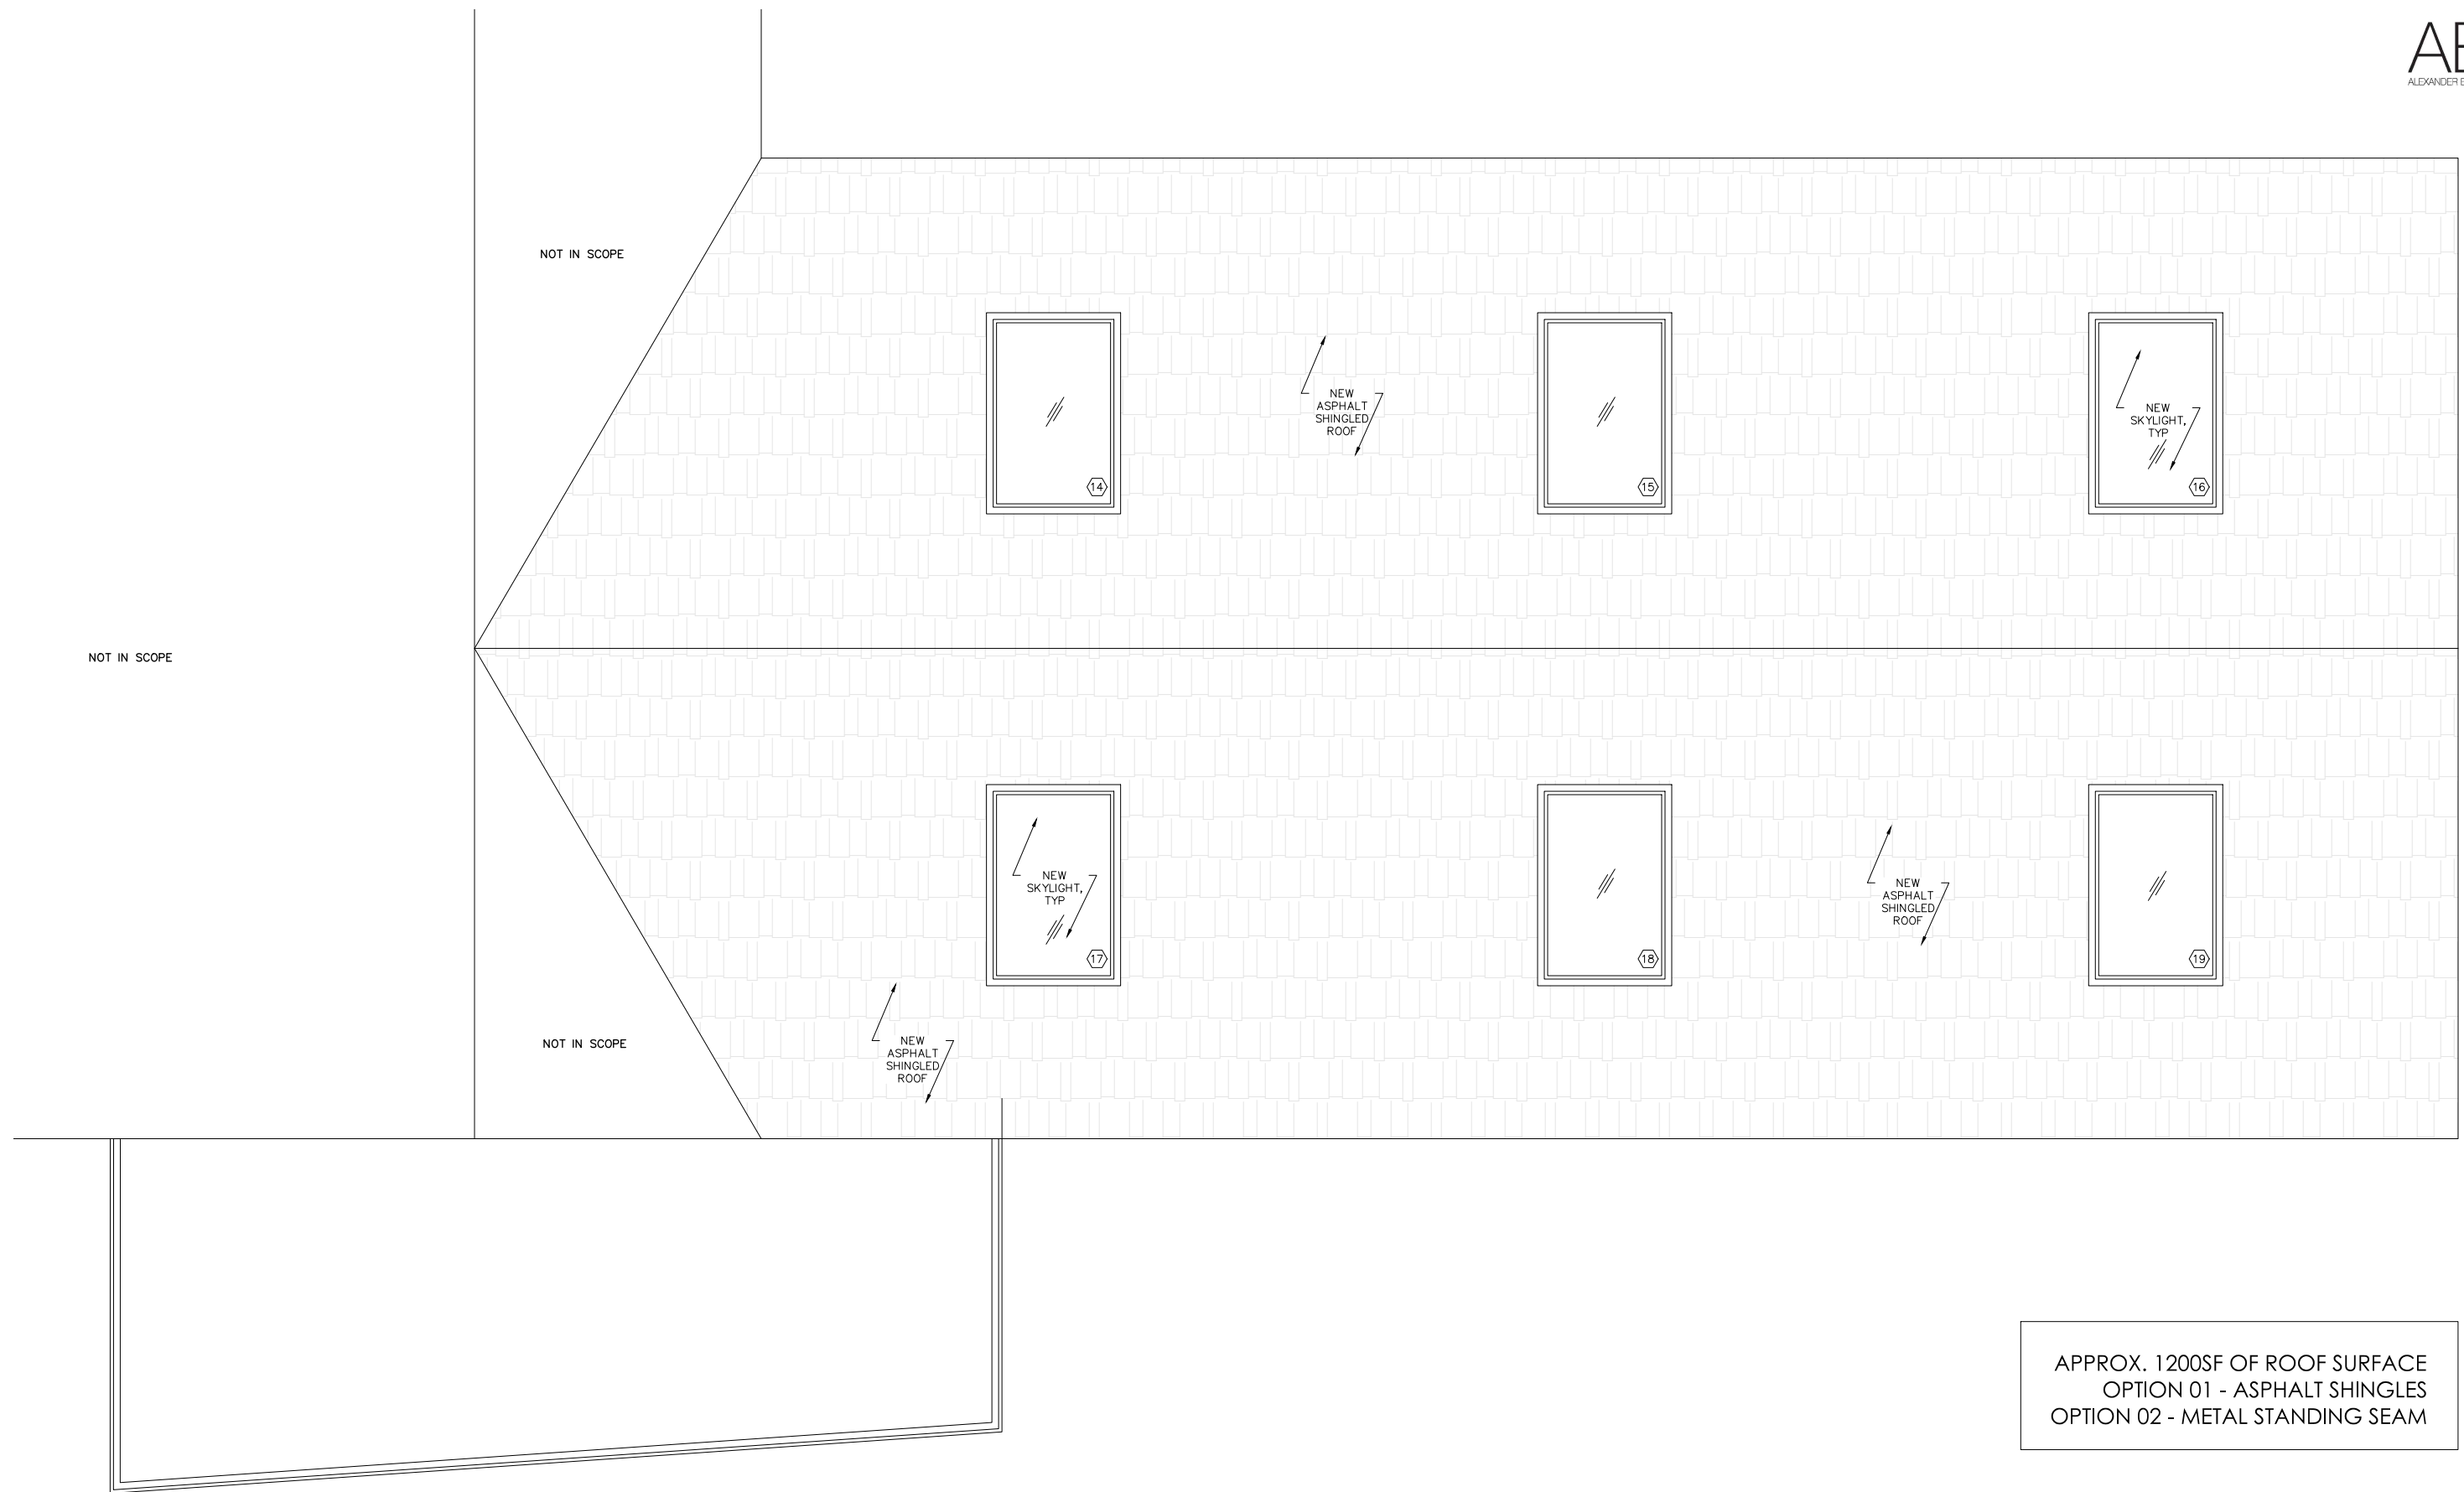 AB
ALEXANDER
NOT IN SCOPE
NEW
ASPHALT
SHINGLED
ROOF
NEW
SKYLIGHT,
TYP
14
15
16
NOT IN SCOPE
NEW
SKYLIGHT,
TYP
NEW
ASPHALT
SHINGLED
ROOF
17
18
19
NOT IN SCOPE
NEW
ASPHALT
SHINGLED
ROOF
APPROX. 1200SF OF ROOF SURFACE
OPTION 01 - ASPHALT SHINGLES
OPTION 02 - METAL STANDING SEAM